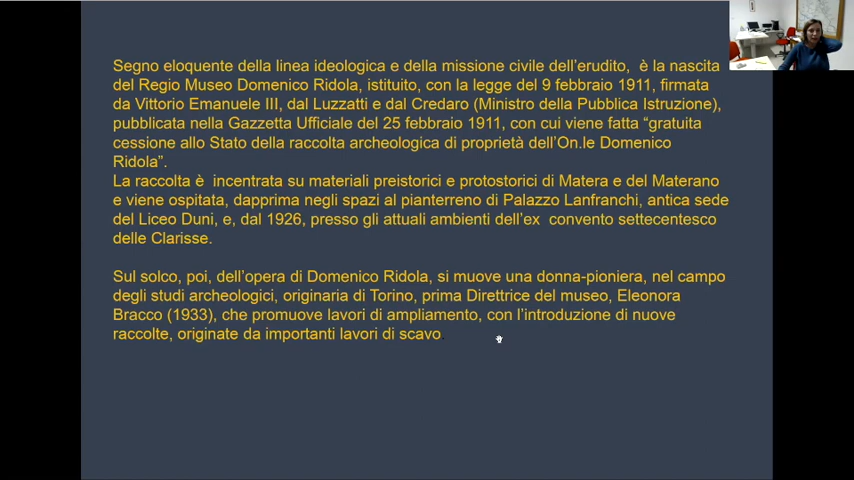 Segno eloquente della linea ideologica e della missione civile dell'erudito,  è la nascita
del Regio Museo Domenico Ridola, istituito, con la legge del 9 febbraio 1911, firmata
da Vittorio Emanuele III, dal Luzzatti e dal Credaro (Ministro della Pubblica Istruzione),
pubblicata nella Gazzetta Ufficiale del 25 febbraio 1911, con cui viene fatta “gratuita
cessione allo Stato della raccolta archeologica di proprietà dell'On.le Domenico
Ridola”.
La raccolta è  incentrata su materiali preistorici e protostorici di Matera e del Materano
e viene ospitata, dapprima negli spazi al pianterreno di Palazzo Lanfranchi, antica sede
del Liceo Duni, e, dal 1926, presso gli attuali ambienti dell'ex  convento settecentesco
delle Clarisse.
Sul solco, poi, dell'opera di Domenico Ridola, si muove una donna-pioniera, nel campo
degli studi archeologici, originaria di Torino, prima Direttrice del museo, Eleonora
Bracco (1933), che promuove lavori di ampliamento, con l'introduzione di nuove
raccolte, originate da importanti lavori di scavo